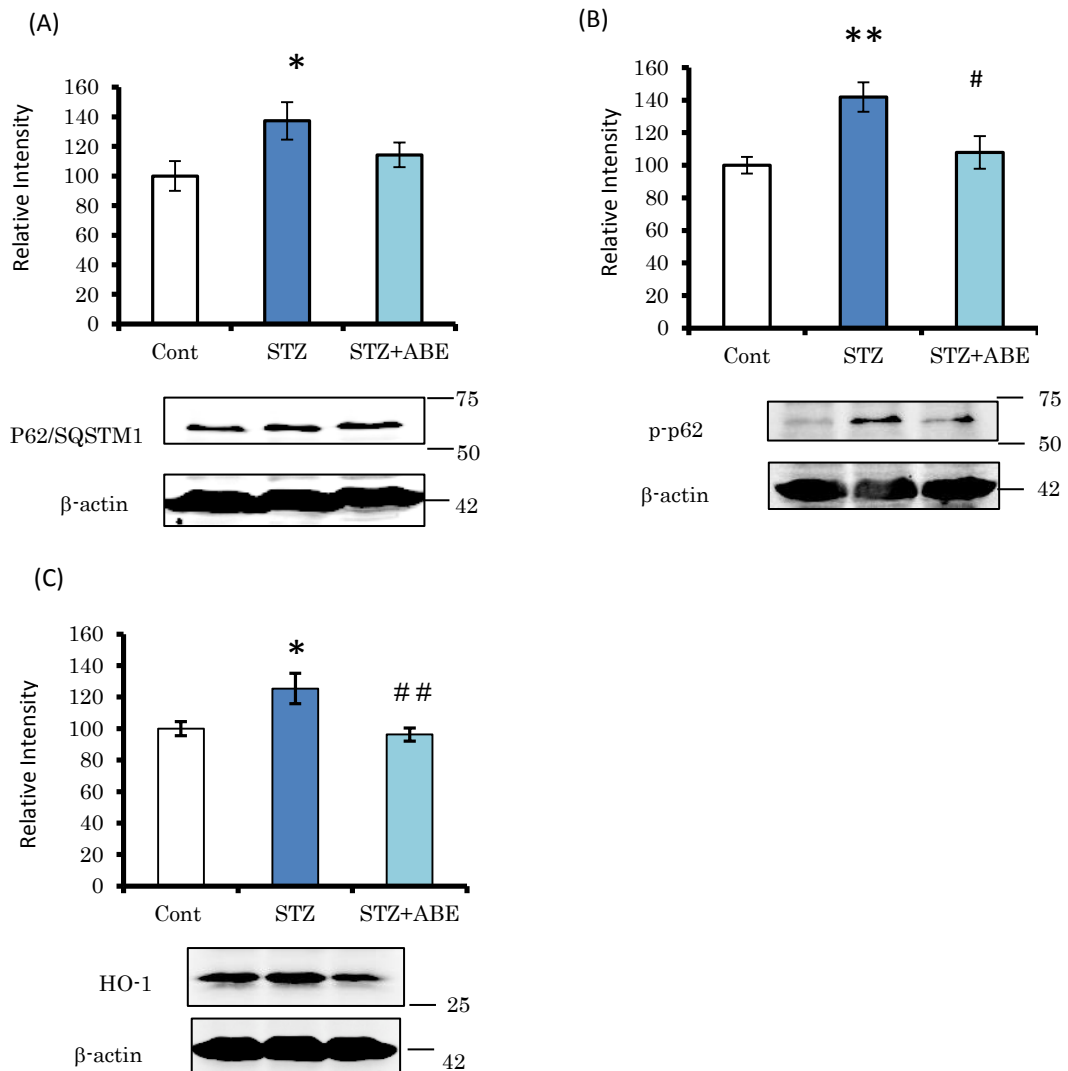 (A)
*
160
140
120
100
80
60
40
20
0
Relative Intensity
Cont STZ STZ+ABE
P62/SQSTM1
75
50
β-actin
42
(B)
**
#
160
140
120
100
80
60
40
20
0
Relative Intensity
Cont STZ STZ+ABE
p-p62
75
50
β-actin
42
(C)
*
##
160
140
120
100
80
60
40
20
0
Relative Intensity
Cont STZ STZ+ABE
HO-1
25
β-actin
42